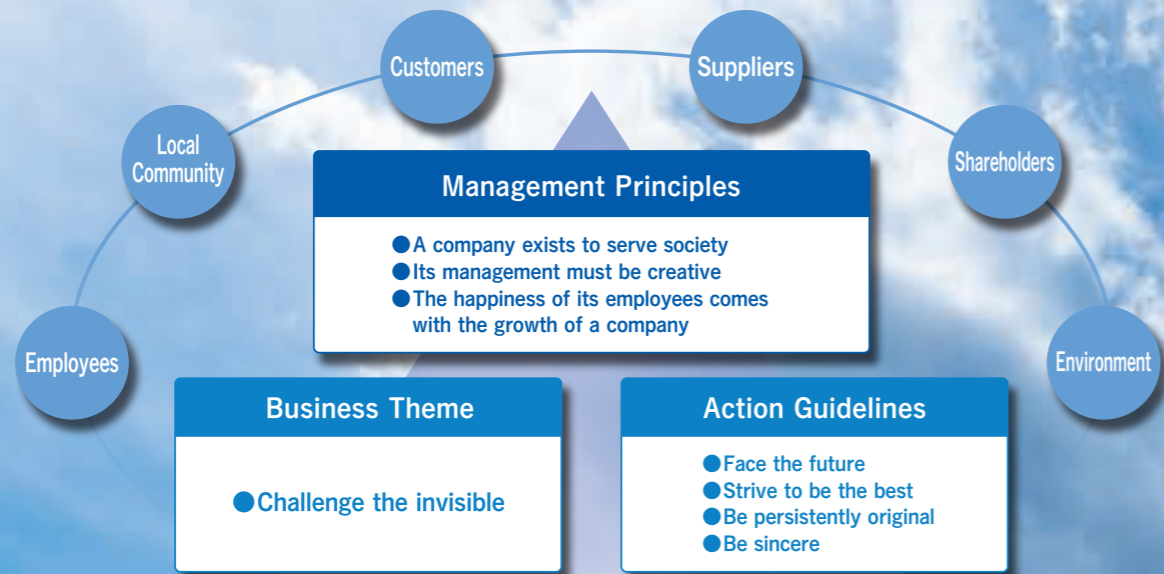 Customers
Suppliers
Local
Community
Shareholders
Employees
Environment
Management Principles
●A company exists to serve society
●Its management must be creative
●The happiness of its employees comes
with the growth of a company
Business Theme
●Challenge the invisible
Action Guidelines
●Face the future
●Strive to be the best
●Be persistently original
●Be sincere